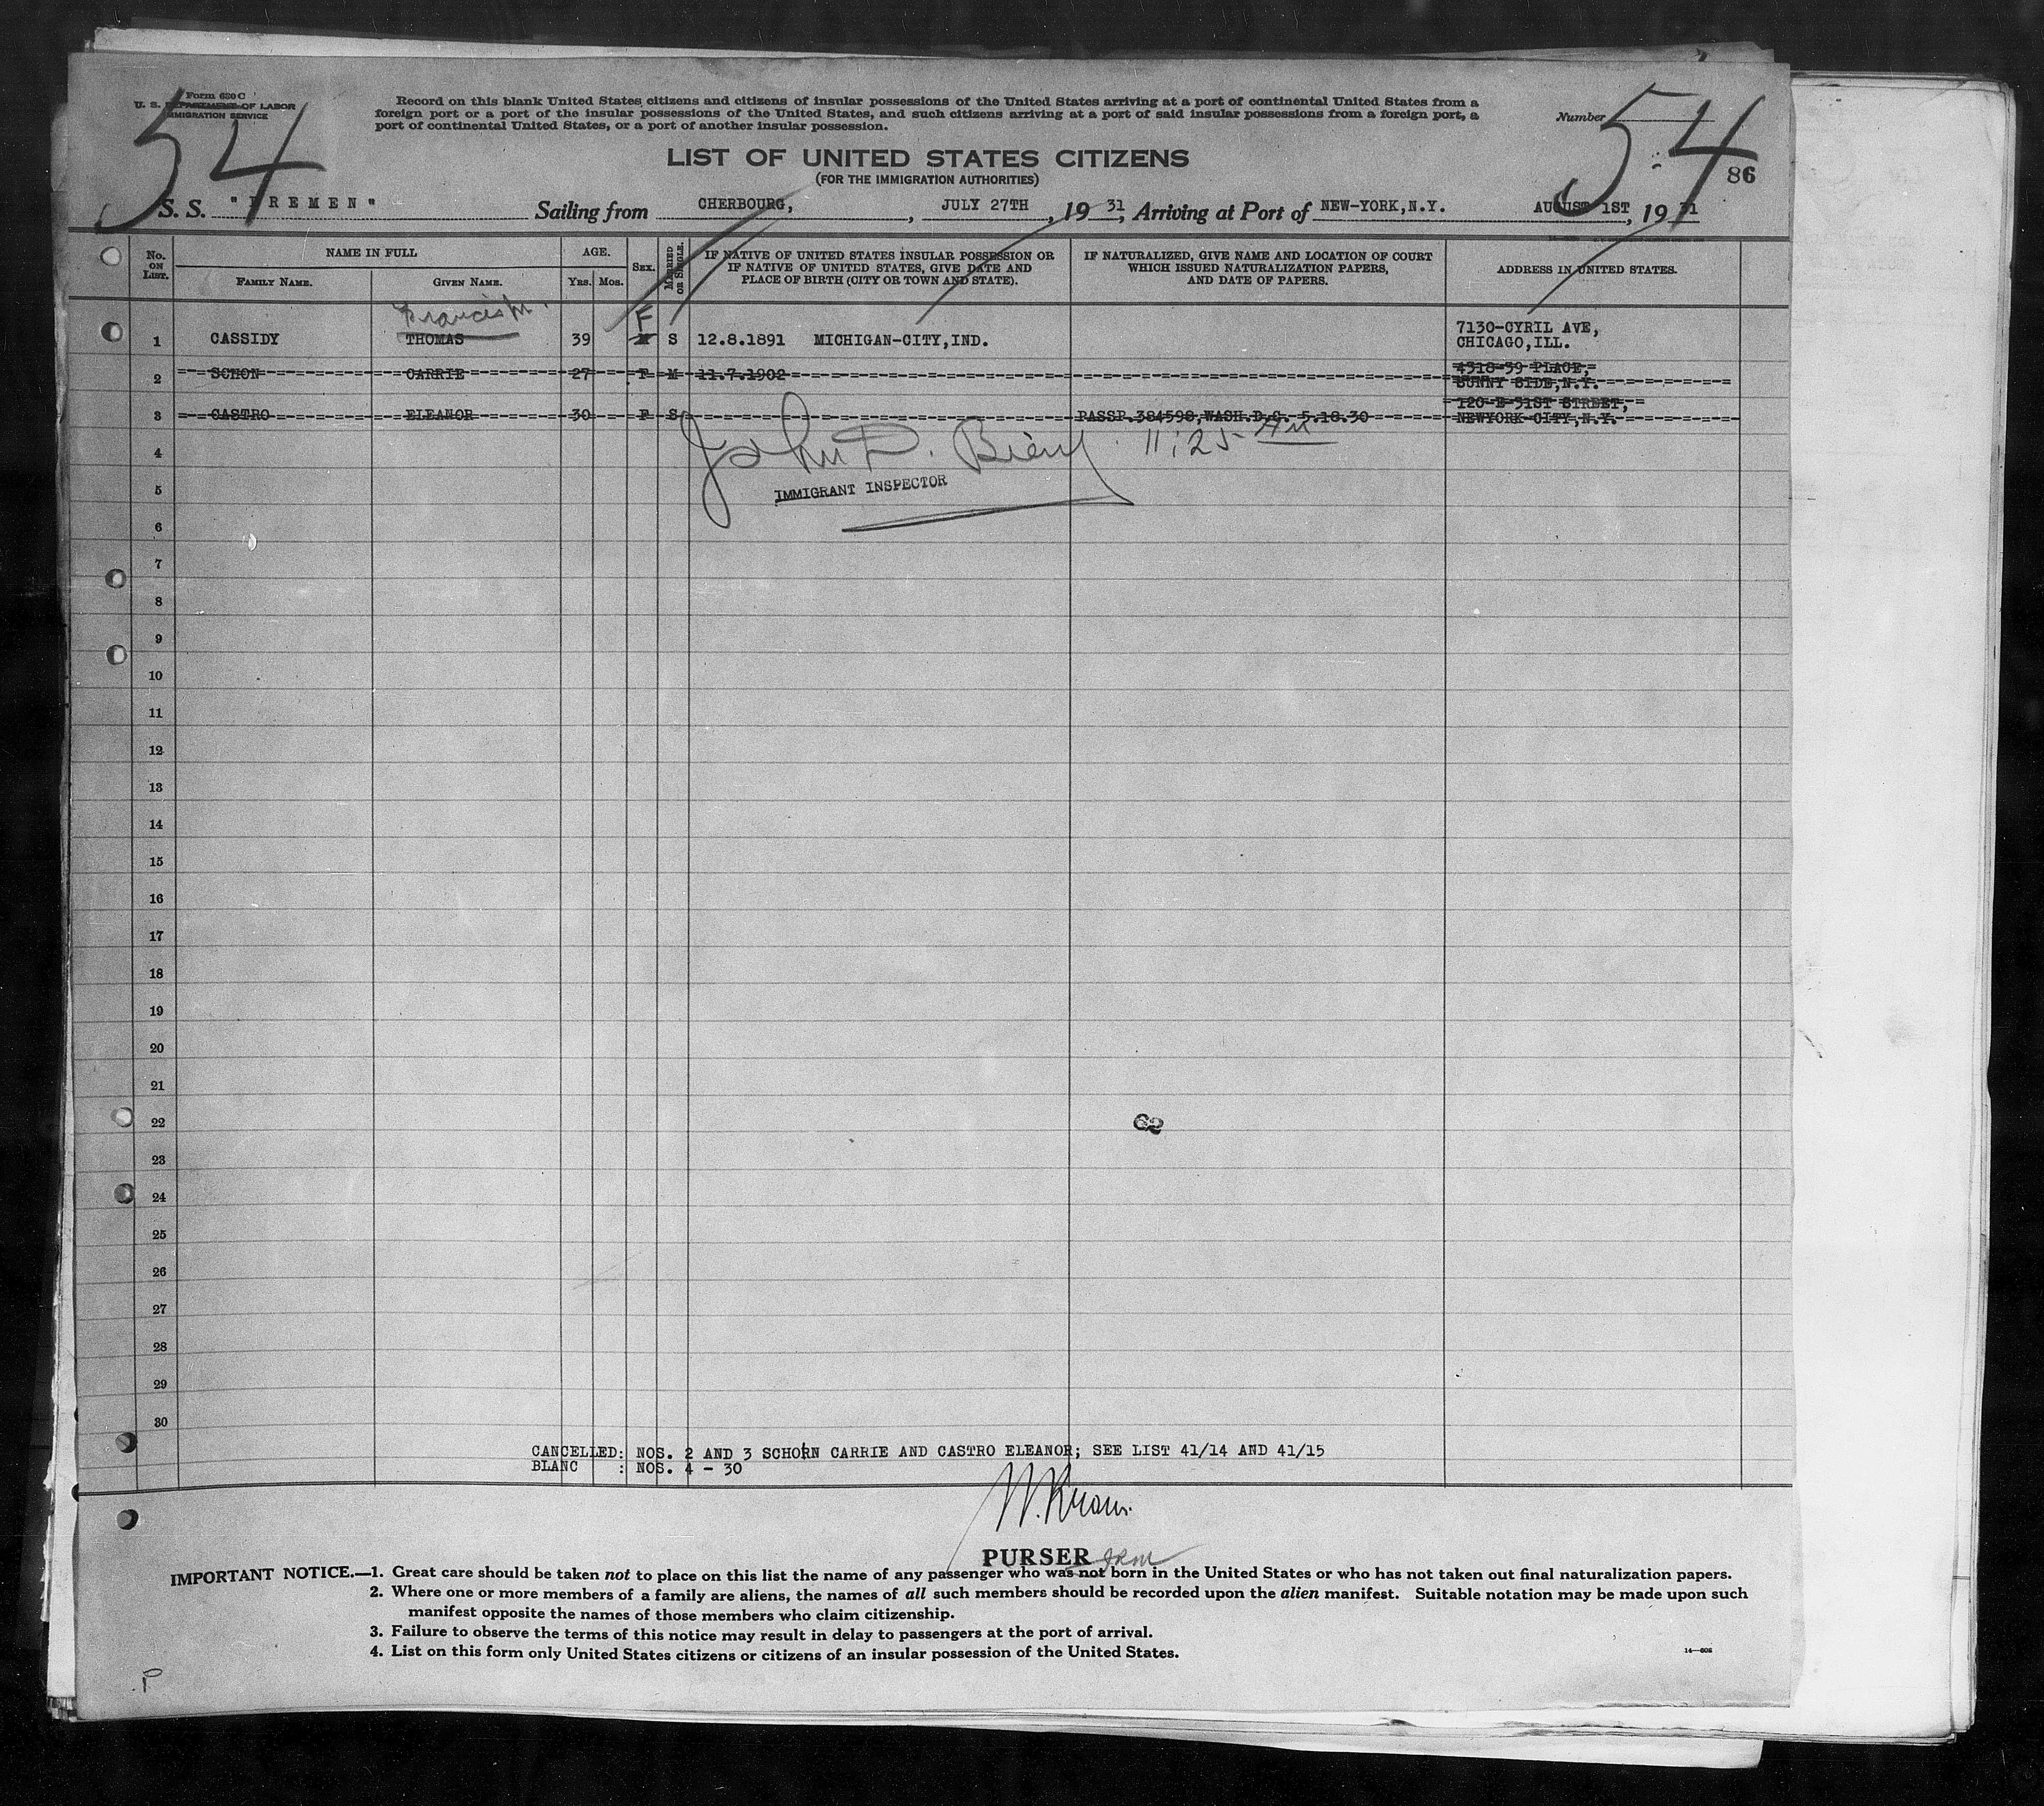 Form 630 C
U. S. DEPARTMENT OF LABOR
IMMIGRATION SERVICE
54
Record on this blank United States citizens and citizens of insular possessions of the United States arriving at a port of continental United States from a
foreign port or a port of the insular possessions of the United States, and such citizens arriving at a port of said insular possessions from a foreign port, a
port of continental United States, or a port of another insular possession.
Number
54
86
LIST OF UNITED STATES CITIZENS
(FOR THE IMMIGRATION AUTHORITIES)
S. S. "BREMEN" Sailing from CHERBOURG, , JULY 27TH , 19 31, Arriving at Port of NEW-YORK,N.Y. AUGUST 1ST, 19 31
No. ON LIST.
NAME IN FULL
FAMILY NAME. GIVEN NAME.
AGE.
YRS. MOS.
SEX.
MARRIED OR SINGLE.
IF NATIVE OF UNITED STATES INSULAR POSSESSION OR
IF NATIVE OF UNITED STATES, GIVE DATE AND
PLACE OF BIRTH (CITY OR TOWN AND STATE).
IF NATURALIZED, GIVE NAME AND LOCATION OF COURT
WHICH ISSUED NATURALIZATION PAPERS,
AND DATE OF PAPERS.
ADDRESS IN UNITED STATES.
Francis M. F
1 CASSIDY THOMAS 39 M S 12.8.1891 MICHIGAN-CITY,IND. 7130-CYRIL AVE,
CHICAGO,ILL.
2 SCHON CARRIE 27 F M 11.7.1902 4318-39 PLACE,
SUNNY SIDE,N.Y.
3 CASTRO ELEANOR 30 F S PASSP.384598,WASH.D.C. 5.18.30 120-E-31ST STREET,
NEWYORK-CITY,N.Y.
John D. 11:25 AM
IMMIGRANT INSPECTOR
4
5
6
7
8
9
10
11
12
13
14
15
16
17
18
19
20
21
22
23
24
25
26
27
28
29
30
CANCELLED: NOS. 2 AND 3 SCHORN CARRIE AND CASTRO ELEANOR; SEE LIST 41/14 AND 41/15
BLANC : NOS. 4 - 30
PURSER
IMPORTANT NOTICE.—1. Great care should be taken not to place on this list the name of any passenger who was not born in the United States or who has not taken out final naturalization papers.
2. Where one or more members of a family are aliens, the names of all such members should be recorded upon the alien manifest. Suitable notation may be made upon such
manifest opposite the names of those members who claim citizenship.
3. Failure to observe the terms of this notice may result in delay to passengers at the port of arrival.
4. List on this form only United States citizens or citizens of an insular possession of the United States.
P